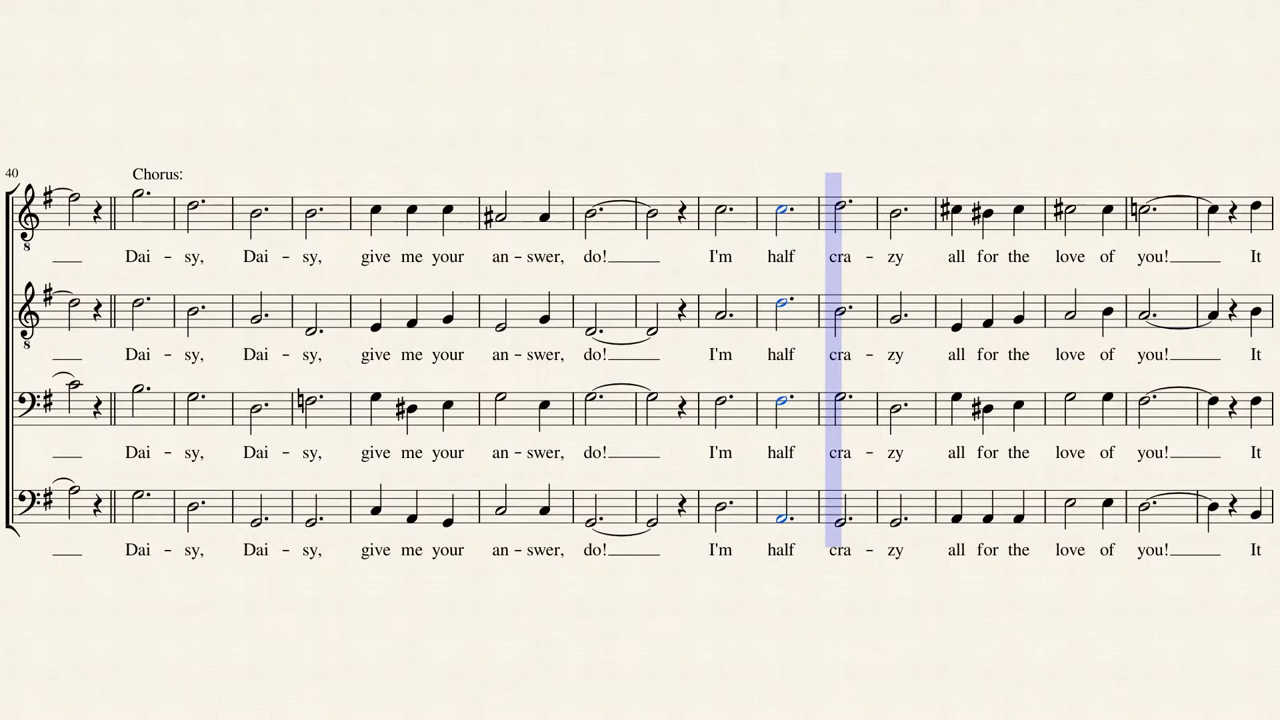 40
Chorus:
8
Dai - sy, Dai - sy, give me your an - swer, do! I'm half cra - zy all for the love of you! It
8
Dai - sy, Dai - sy, give me your an - swer, do! I'm half cra - zy all for the love of you! It
Dai - sy, Dai - sy, give me your an - swer, do! I'm half cra - zy all for the love of you! It
Dai - sy, Dai - sy, give me your an - swer, do! I'm half cra - zy all for the love of you! It